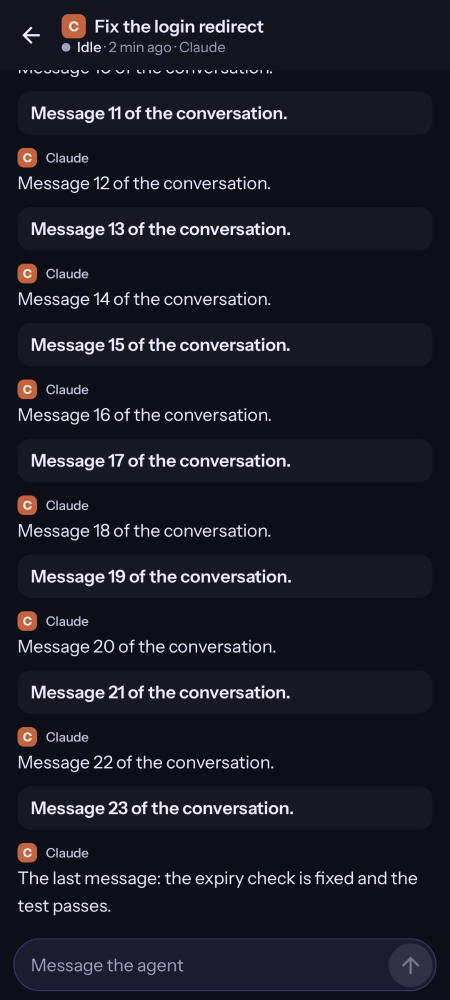 C Fix the login redirect
Idle · 2 min ago · Claude
Message 10 of the conversation.
Message 11 of the conversation.
C Claude
Message 12 of the conversation.
Message 13 of the conversation.
C Claude
Message 14 of the conversation.
Message 15 of the conversation.
C Claude
Message 16 of the conversation.
Message 17 of the conversation.
C Claude
Message 18 of the conversation.
Message 19 of the conversation.
C Claude
Message 20 of the conversation.
Message 21 of the conversation.
C Claude
Message 22 of the conversation.
Message 23 of the conversation.
C Claude
The last message: the expiry check is fixed and the
test passes.
Message the agent